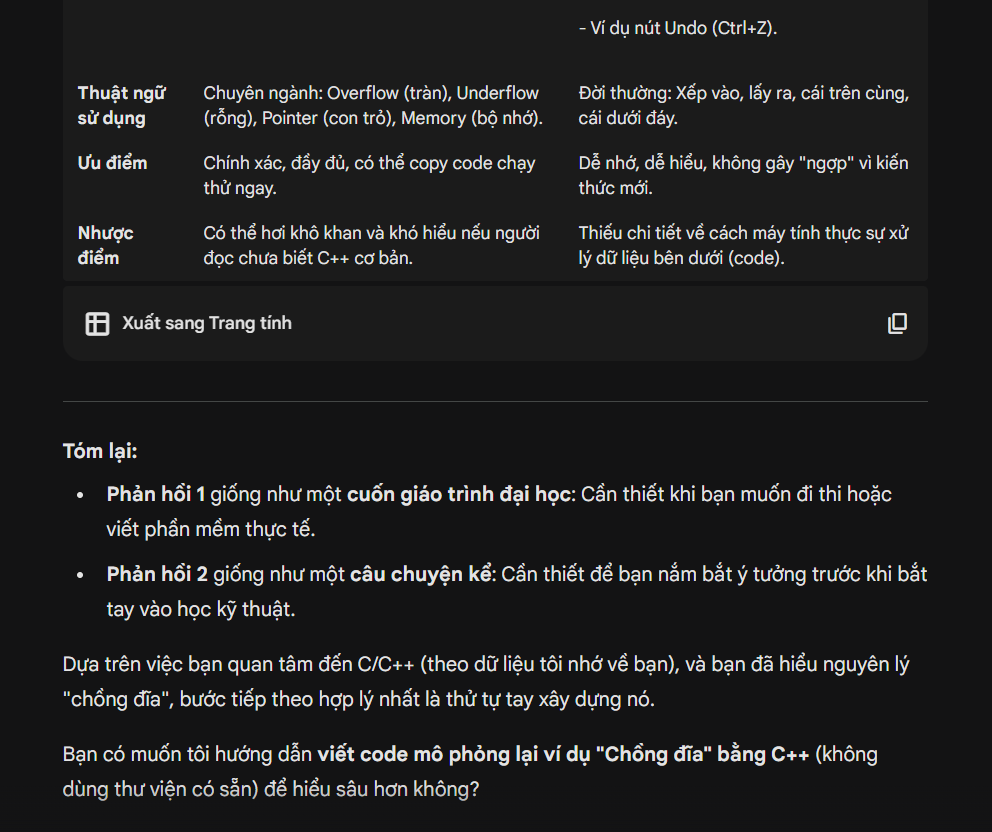 - Ví dụ nút Undo (Ctrl+Z).
Thuật ngữ sử dụng
Chuyên ngành: Overflow (tràn), Underflow (rỗng), Pointer (con trỏ), Memory (bộ nhớ).
Đời thường: Xếp vào, lấy ra, cái trên cùng, cái dưới đáy.
Ưu điểm
Chính xác, đầy đủ, có thể copy code chạy thử ngay.
Dễ nhớ, dễ hiểu, không gây "ngợp" vì kiến thức mới.
Nhược điểm
Có thể hơi khô khan và khó hiểu nếu người đọc chưa biết C++ cơ bản.
Thiếu chi tiết về cách máy tính thực sự xử lý dữ liệu bên dưới (code).
Xuất sang Trang tính
Tóm lại:
• Phản hồi 1 giống như một cuốn giáo trình đại học: Cần thiết khi bạn muốn đi thi hoặc
viết phần mềm thực tế.
• Phản hồi 2 giống như một câu chuyện kể: Cần thiết để bạn nắm bắt ý tưởng trước khi bắt
tay vào học kỹ thuật.
Dựa trên việc bạn quan tâm đến C/C++ (theo dữ liệu tôi nhớ về bạn), và bạn đã hiểu nguyên lý
"chồng đĩa", bước tiếp theo hợp lý nhất là thử tự tay xây dựng nó.
Bạn có muốn tôi hướng dẫn viết code mô phỏng lại ví dụ "Chồng đĩa" bằng C++ (không
dùng thư viện có sẵn) để hiểu sâu hơn không?